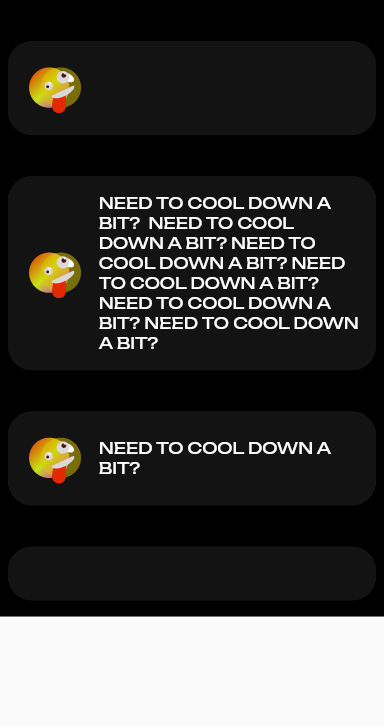 NEED TO COOL DOWN A
BIT?  NEED TO COOL
DOWN A BIT? NEED TO
COOL DOWN A BIT? NEED
TO COOL DOWN A BIT?
NEED TO COOL DOWN A
BIT? NEED TO COOL DOWN
A BIT?
NEED TO COOL DOWN A
BIT?